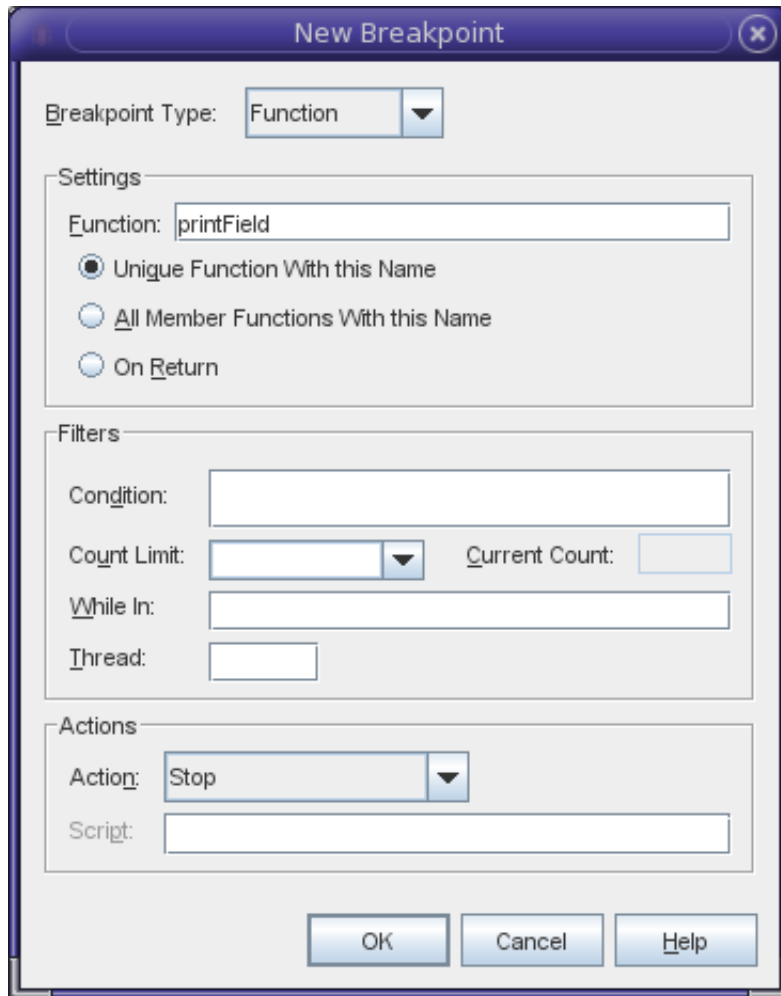 New Breakpoint
Breakpoint Type: Function
Settings
Function: printField
Unique Function With this Name
All Member Functions With this Name
On Return
Filters
Condition:
Count Limit: Current Count:
While In:
Thread:
Actions
Action: Stop
Script:
OK Cancel Help